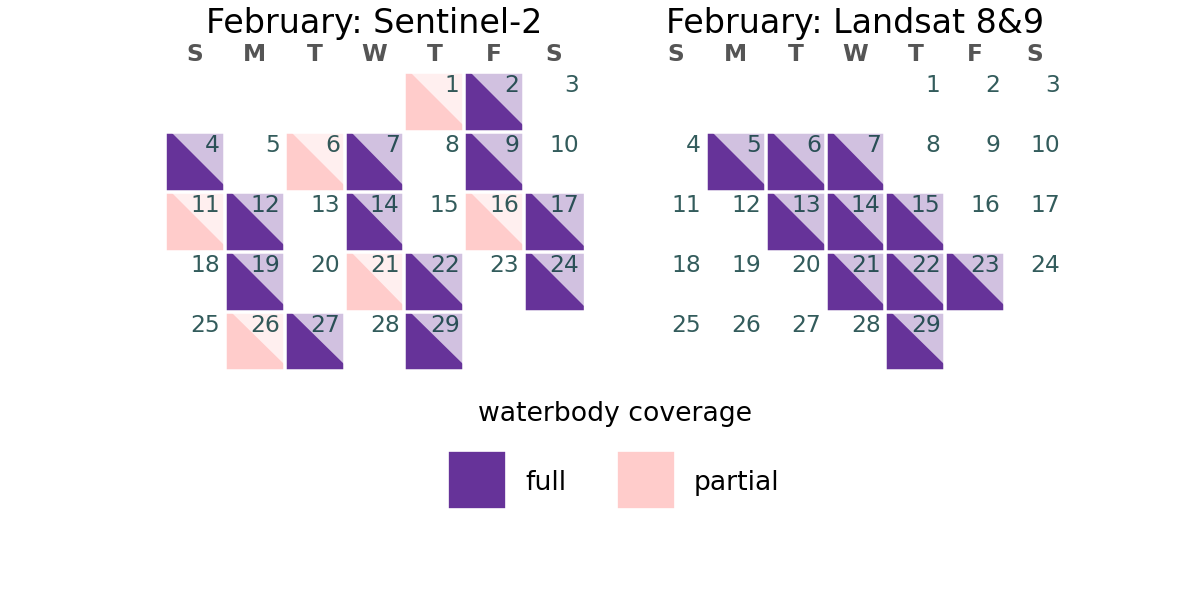 February: Sentinel-2
S M T W T F S
1 2 3
4 5 6 7 8 9 10
11 12 13 14 15 16 17
18 19 20 21 22 23 24
25 26 27 28 29
February: Landsat 8&9
S M T W T F S
1 2 3
4 5 6 7 8 9 10
11 12 13 14 15 16 17
18 19 20 21 22 23 24
25 26 27 28 29
waterbody coverage
full
partial